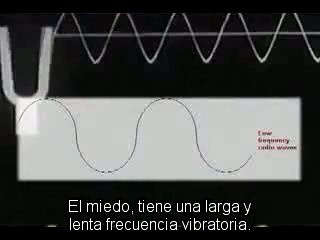 Low
frequency
radio waves
El miedo, tiene una larga y
lenta frecuencia vibratoria.